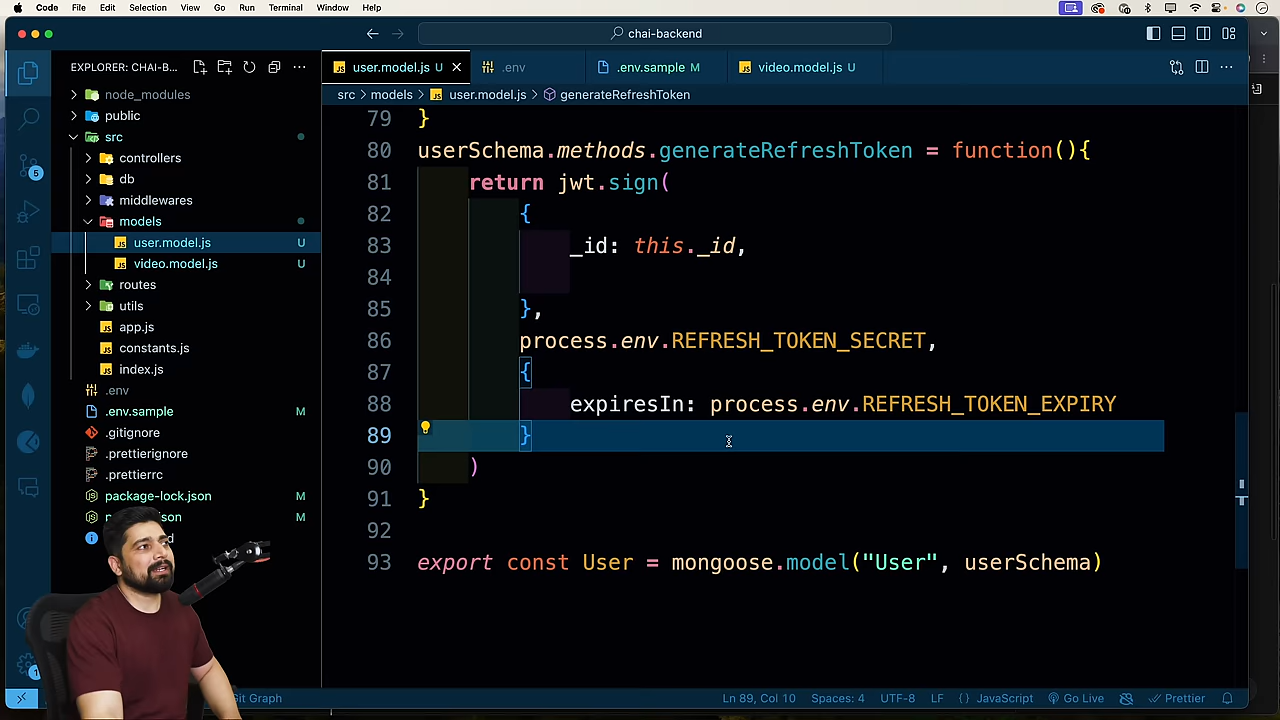 Code File Edit Selection View Go Run Terminal Window Help
chai-backend
EXPLORER: CHAI-B...
user.model.js U
.env
.env.sample M
video.model.js U
src > models > user.model.js > generateRefreshToken
node_modules
public
src
controllers
db
middlewares
models
user.model.js U
video.model.js U
routes
utils
app.js
constants.js
index.js
.env
.env.sample M
.gitignore
.prettierignore
.prettierrc
package-lock.json M
M
5
1
79 }
80 userSchema.methods.generateRefreshToken = function(){
81 return jwt.sign(
82 {
83 _id: this._id,
84
85 },
86 process.env.REFRESH_TOKEN_SECRET,
87 {
88 expiresIn: process.env.REFRESH_TOKEN_EXPIRY
89 }
90 )
91 }
92
93 export const User = mongoose.model("User", userSchema)
Git Graph
Ln 89, Col 10 Spaces: 4 UTF-8 LF {} JavaScript Go Live Prettier